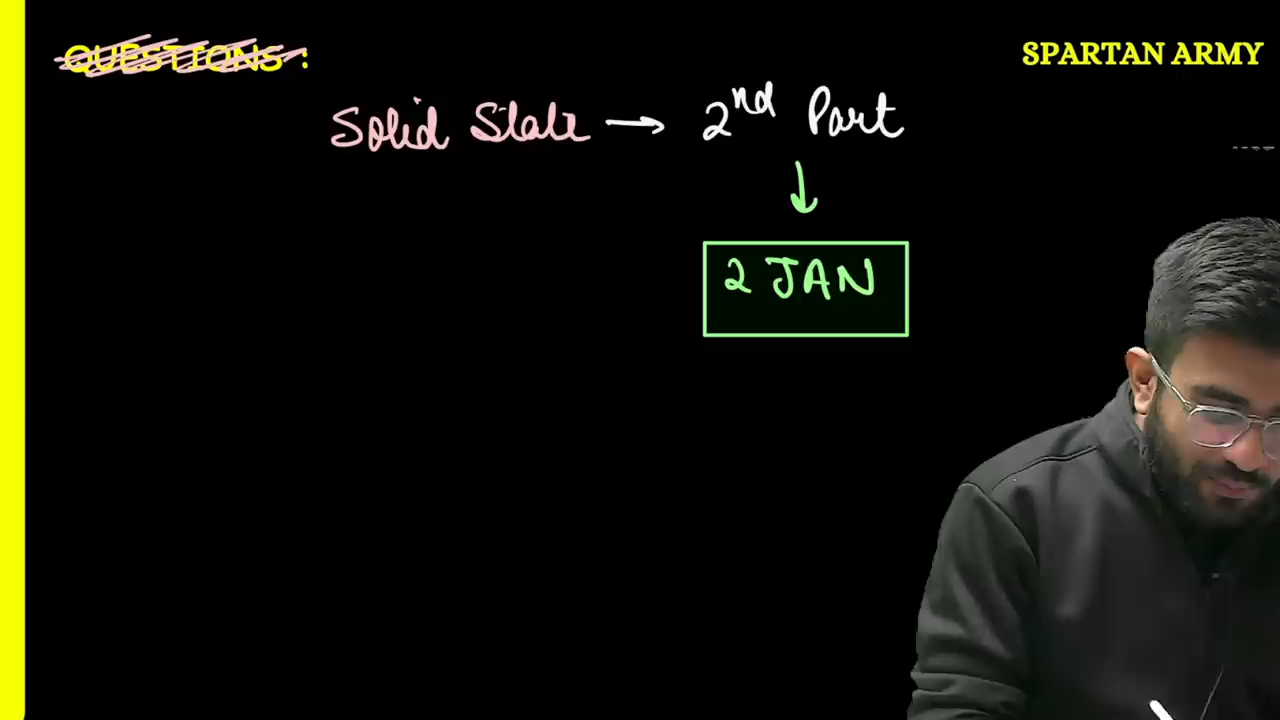 QUESTIONS :
SPARTAN ARMY
Solid State → 2nd Part
↓
2 JAN